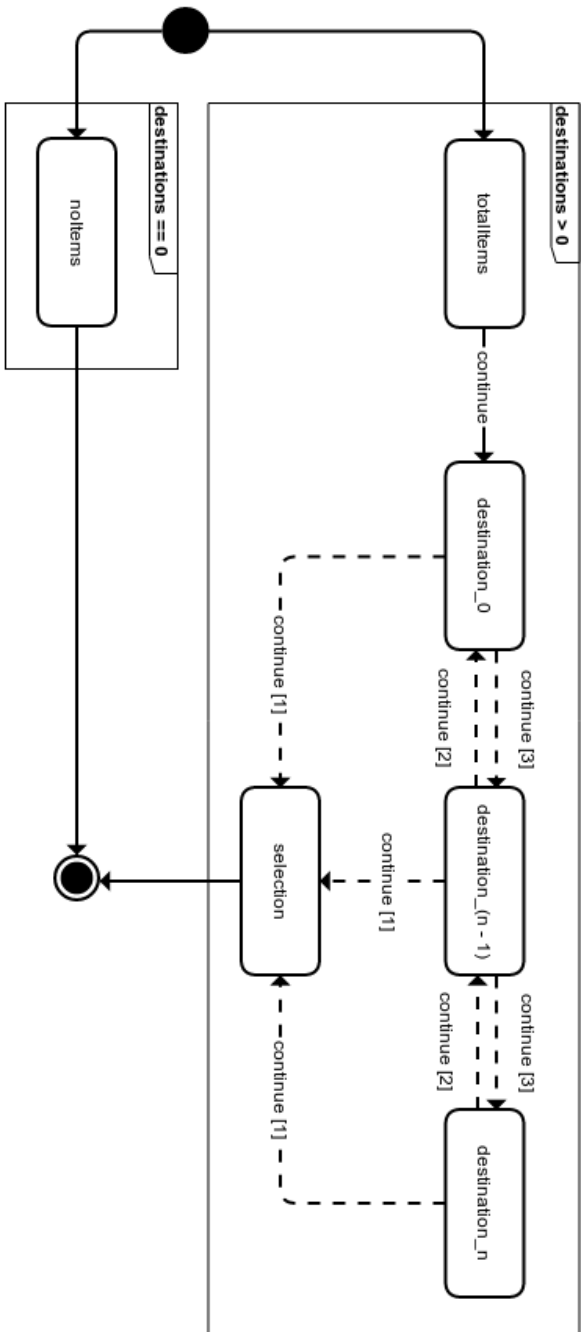 destinations > 0
totalItems
continue
destination_0
continue [3]
continue [2]
destination_(n - 1)
continue [3]
continue [2]
destination_n
continue [1]
continue [1]
continue [1]
selection
destinations == 0
noItems